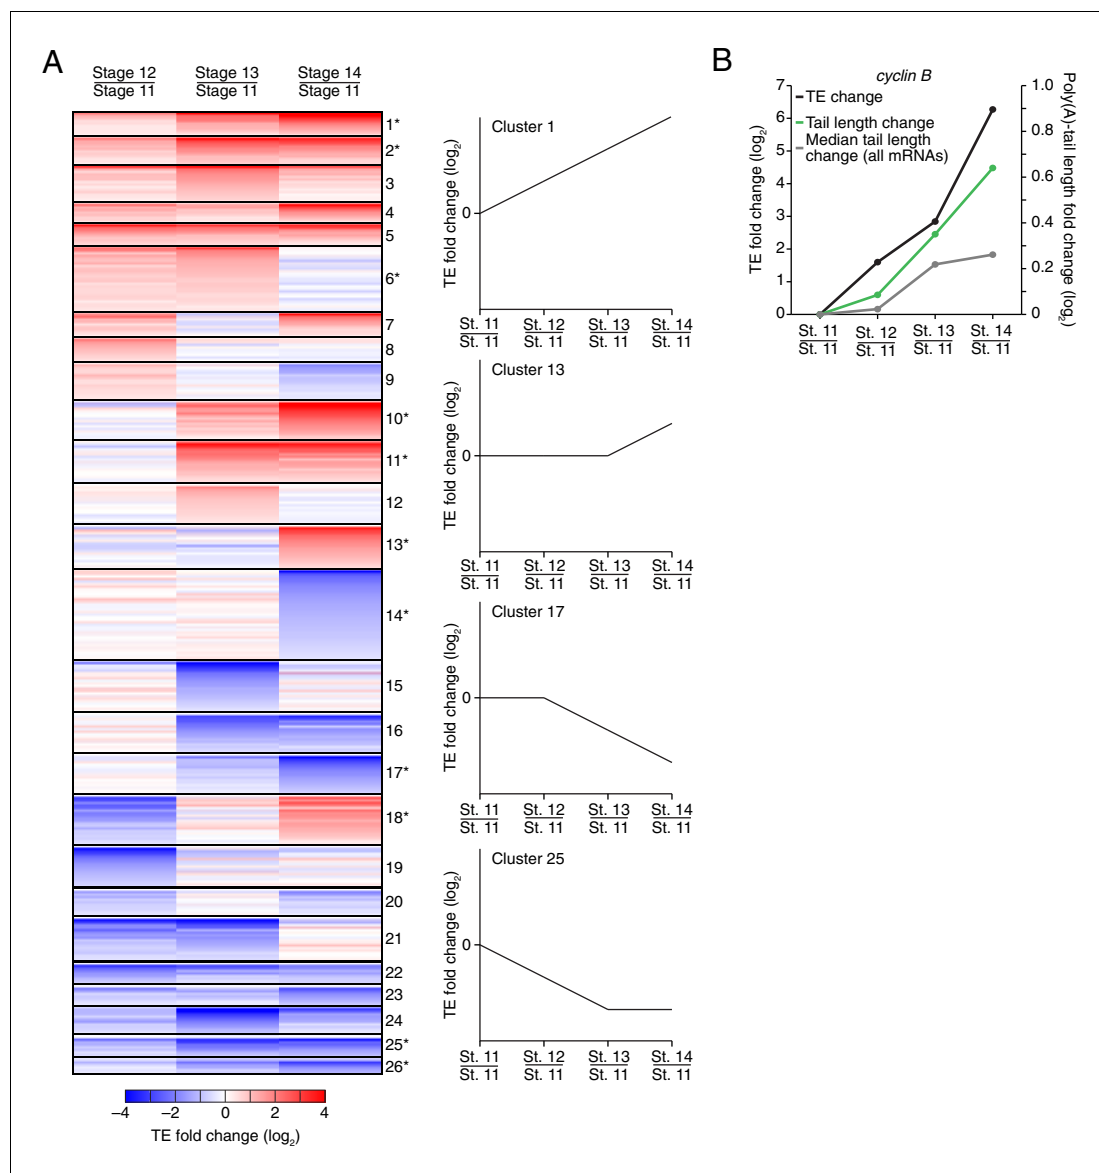 A
Stage 12
Stage 11
Stage 13
Stage 11
Stage 14
Stage 11
1*
2*
3
4
5
6*
7
8
9
10*
11*
12
13*
14*
15
16
17*
18*
19
20
21
22
23
24
25*
26*
−4
−2
0
2
4
TE fold change (log2)
Cluster 1
TE fold change (log2)
0
St. 11
St. 11
St. 12
St. 11
St. 13
St. 11
St. 14
St. 11
Cluster 13
TE fold change (log2)
0
St. 11
St. 11
St. 12
St. 11
St. 13
St. 11
St. 14
St. 11
Cluster 17
TE fold change (log2)
0
St. 11
St. 11
St. 12
St. 11
St. 13
St. 11
St. 14
St. 11
Cluster 25
TE fold change (log2)
0
St. 11
St. 11
St. 12
St. 11
St. 13
St. 11
St. 14
St. 11
B
cyclin B
TE change
Tail length change
Median tail length
change (all mRNAs)
TE fold change (log2)
7
6
5
4
3
2
1
0
1.0
0.8
0.6
0.4
0.2
0
Poly(A)-tail length fold change (log2)
St. 11
St. 11
St. 12
St. 11
St. 13
St. 11
St. 14
St. 11